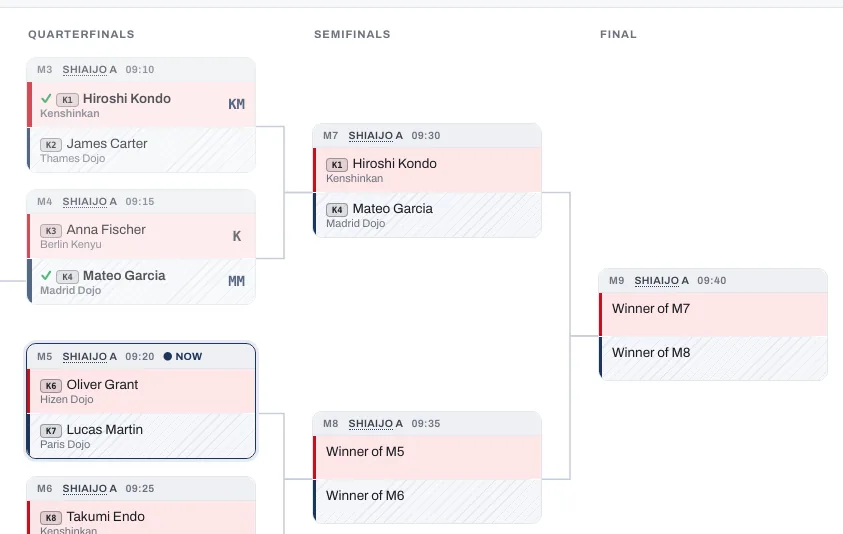 QUARTERFINALS
M3 SHIAIJO A 09:10
K1 Hiroshi Kondo KM
Kenshinkan
K2 James Carter
Thames Dojo
M4 SHIAIJO A 09:15
K3 Anna Fischer K
Berlin Kenyu
K4 Mateo Garcia MM
Madrid Dojo
M5 SHIAIJO A 09:20 NOW
K6 Oliver Grant
Hizen Dojo
K7 Lucas Martin
Paris Dojo
M6 SHIAIJO A 09:25
K8 Takumi Endo
Kenshinkan
SEMIFINALS
M7 SHIAIJO A 09:30
K1 Hiroshi Kondo
Kenshinkan
K4 Mateo Garcia
Madrid Dojo
M8 SHIAIJO A 09:35
Winner of M5
Winner of M6
FINAL
M9 SHIAIJO A 09:40
Winner of M7
Winner of M8